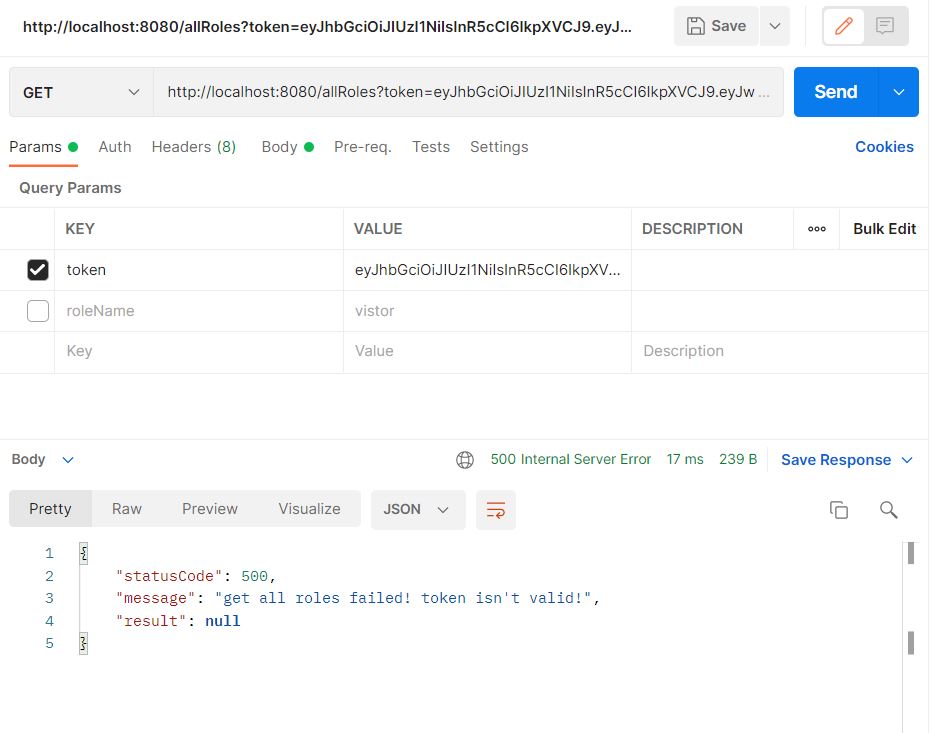 http://localhost:8080/allRoles?token=eyJhbGciOiJIUzI1NiIsInR5cCI6IkpXVCJ9.eyJ...
Save
GET
http://localhost:8080/allRoles?token=eyJhbGciOiJIUzI1NiIsInR5cCI6IkpXVCJ9.eyJw ...
Send
Params Auth Headers (8) Body Pre-req. Tests Settings Cookies
Query Params
KEY VALUE DESCRIPTION ooo Bulk Edit
token eyJhbGciOiJIUzI1NiIsInR5cCI6IkpXV...
roleName vistor
Key Value Description
Body 500 Internal Server Error 17 ms 239 B Save Response
Pretty Raw Preview Visualize JSON
1 {
2 "statusCode": 500,
3 "message": "get all roles failed! token isn't valid!",
4 "result": null
5 }